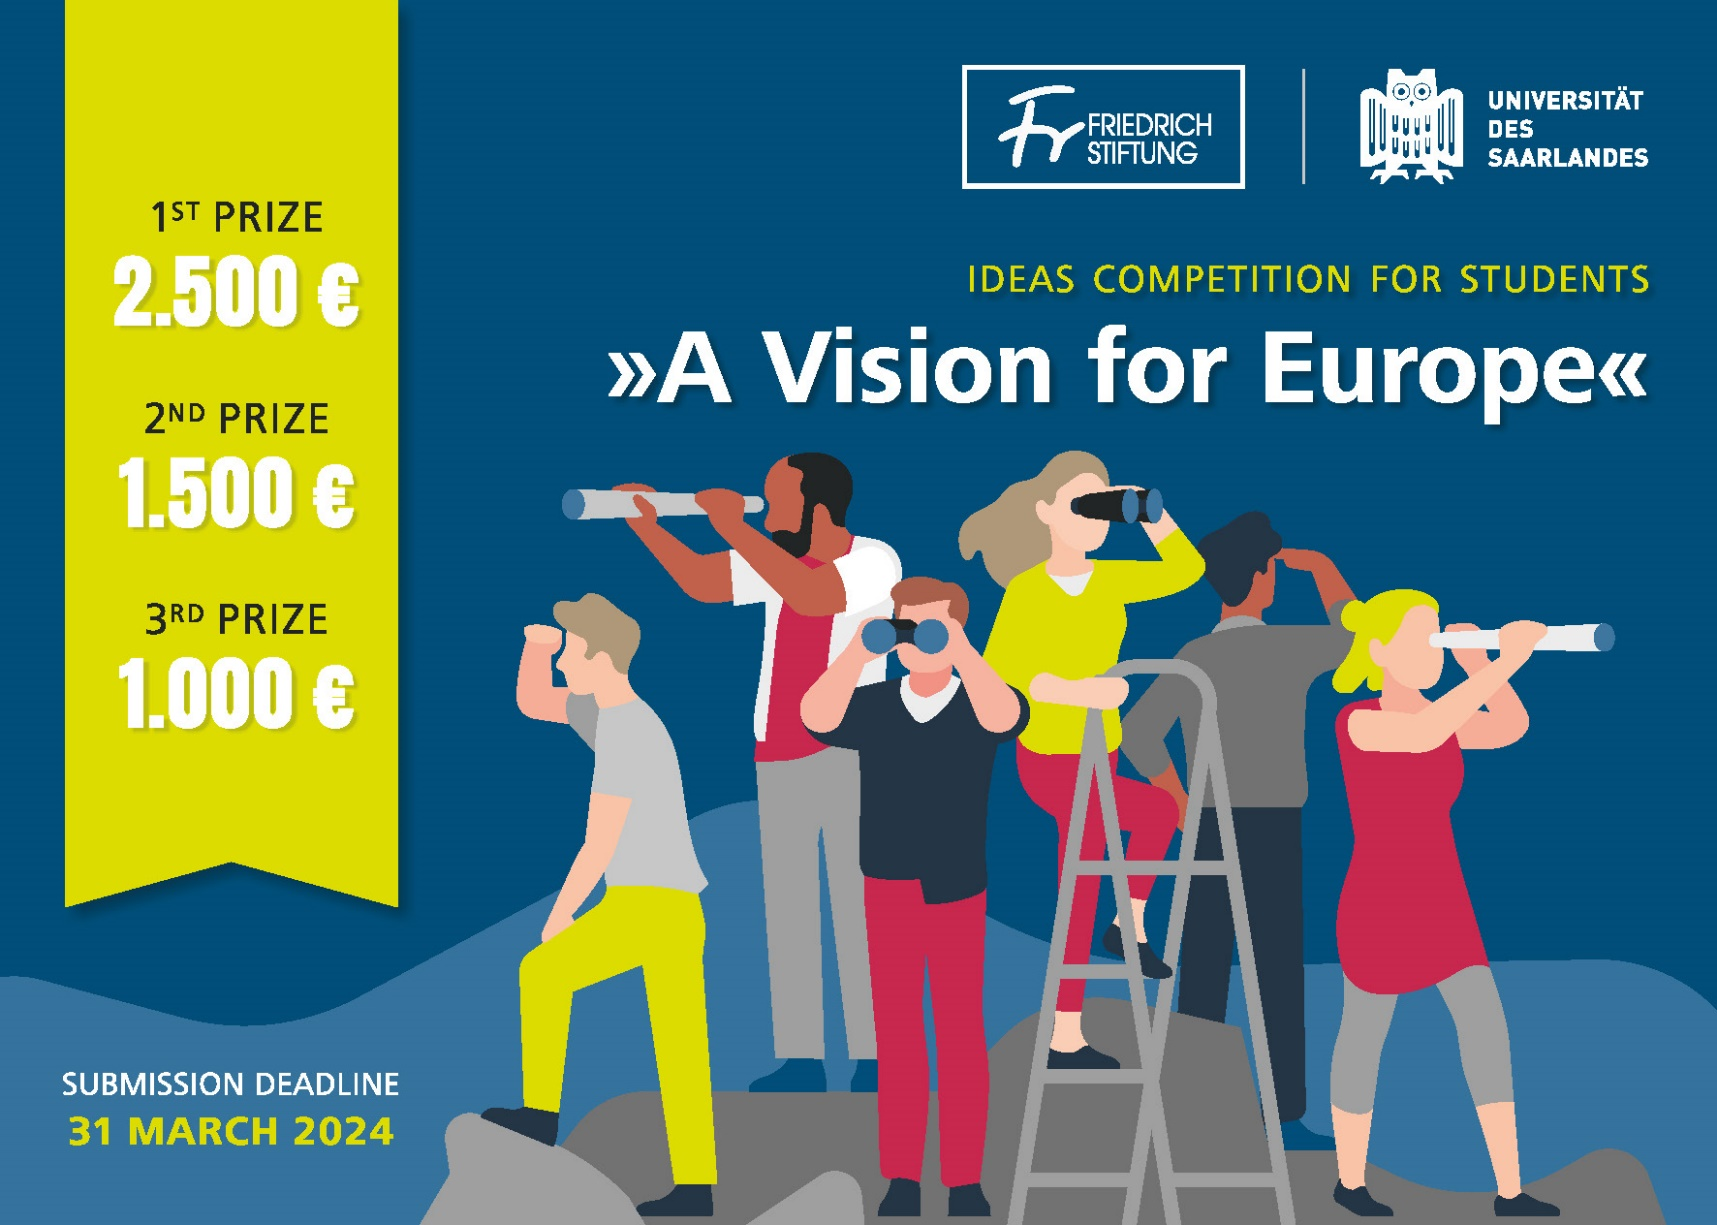 1ST PRIZE
2.500 €
2ND PRIZE
1.500 €
3RD PRIZE
1.000 €
SUBMISSION DEADLINE
31 MARCH 2024
FRIEDRICH
STIFTUNG
UNIVERSITÄT
DES
SAARLANDES
IDEAS COMPETITION FOR STUDENTS
»A Vision for Europe«